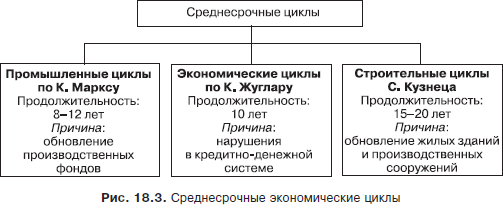 Среднесрочные циклы
Промышленные циклы
по К. Марксу
Продолжительность:
8–12 лет
Причина:
обновление
производственных
фондов
Экономические циклы
по К. Жуглару
Продолжительность:
10 лет
Причина:
нарушения
в кредитно-денежной
системе
Строительные циклы
С. Кузнеца
Продолжительность:
15–20 лет
Причина:
обновление жилых зданий
и производственных
сооружений
Рис. 18.3. Среднесрочные экономические циклы